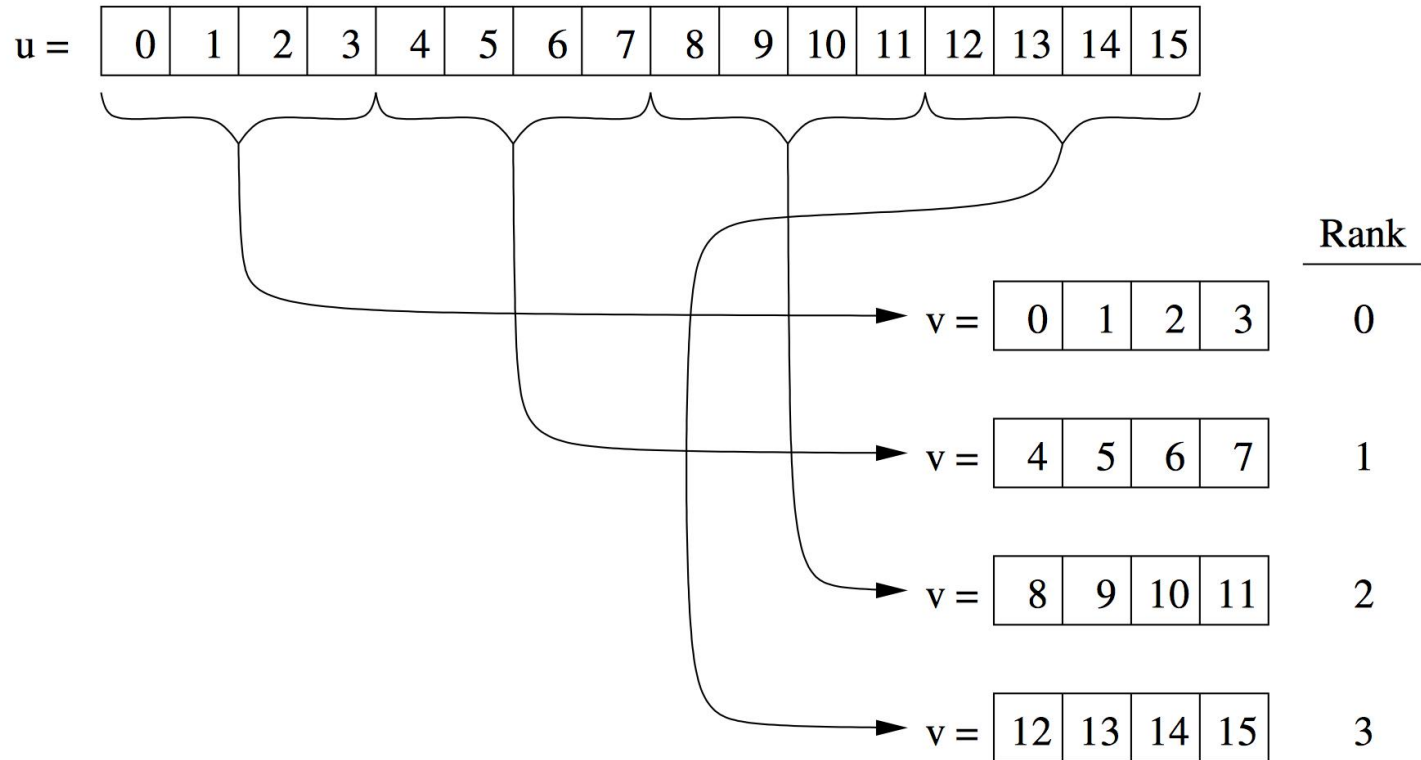 u = 0 1 2 3 4 5 6 7 8 9 10 11 12 13 14 15
Rank
v = 0 1 2 3 0
v = 4 5 6 7 1
v = 8 9 10 11 2
v = 12 13 14 15 3